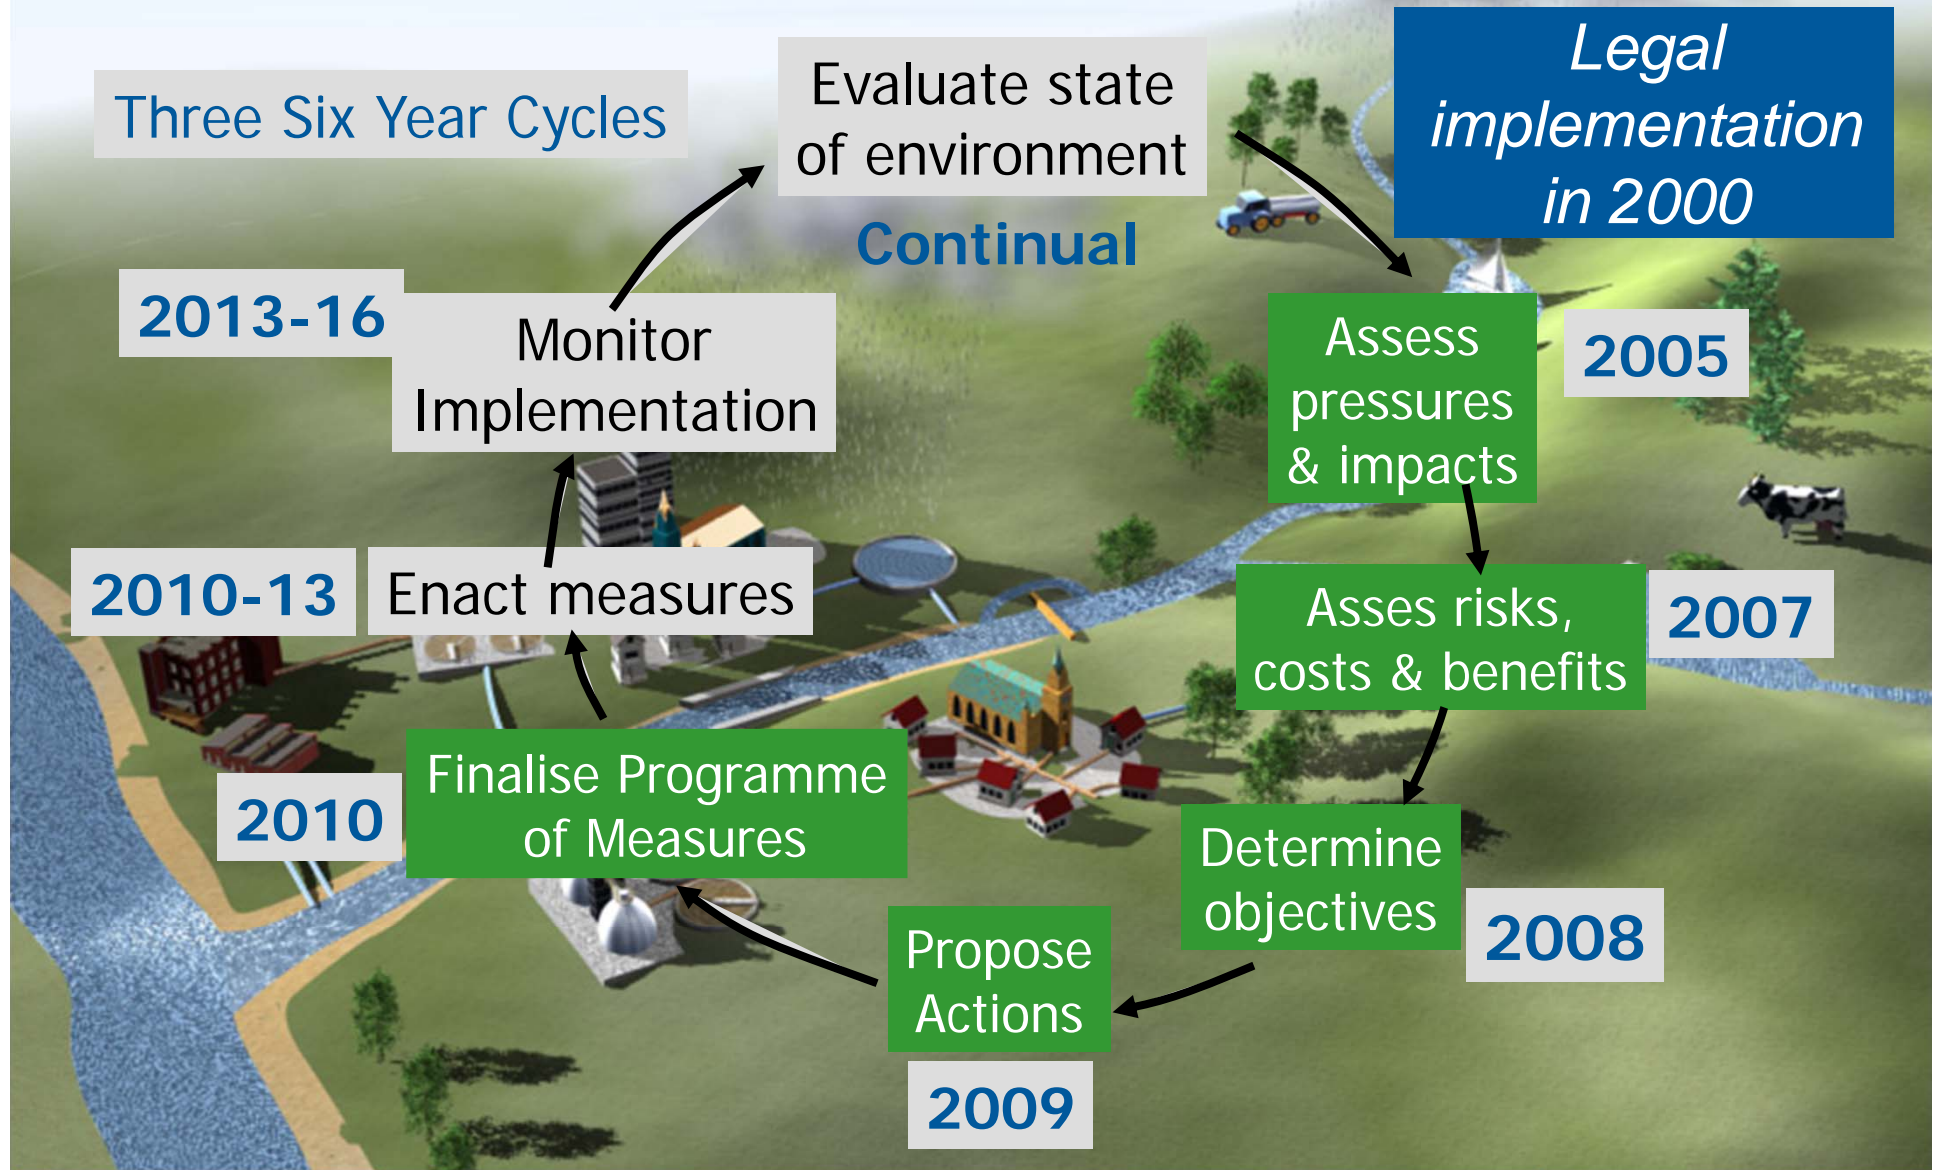 Three Six Year Cycles
Evaluate state
of environment
Continual
Legal
implementation
in 2000
Assess
pressures
& impacts
2005
Asses risks,
costs & benefits
2007
Determine
objectives
2008
Propose
Actions
2009
Finalise Programme
of Measures
2010
Enact measures
2010-13
Monitor
Implementation
2013-16